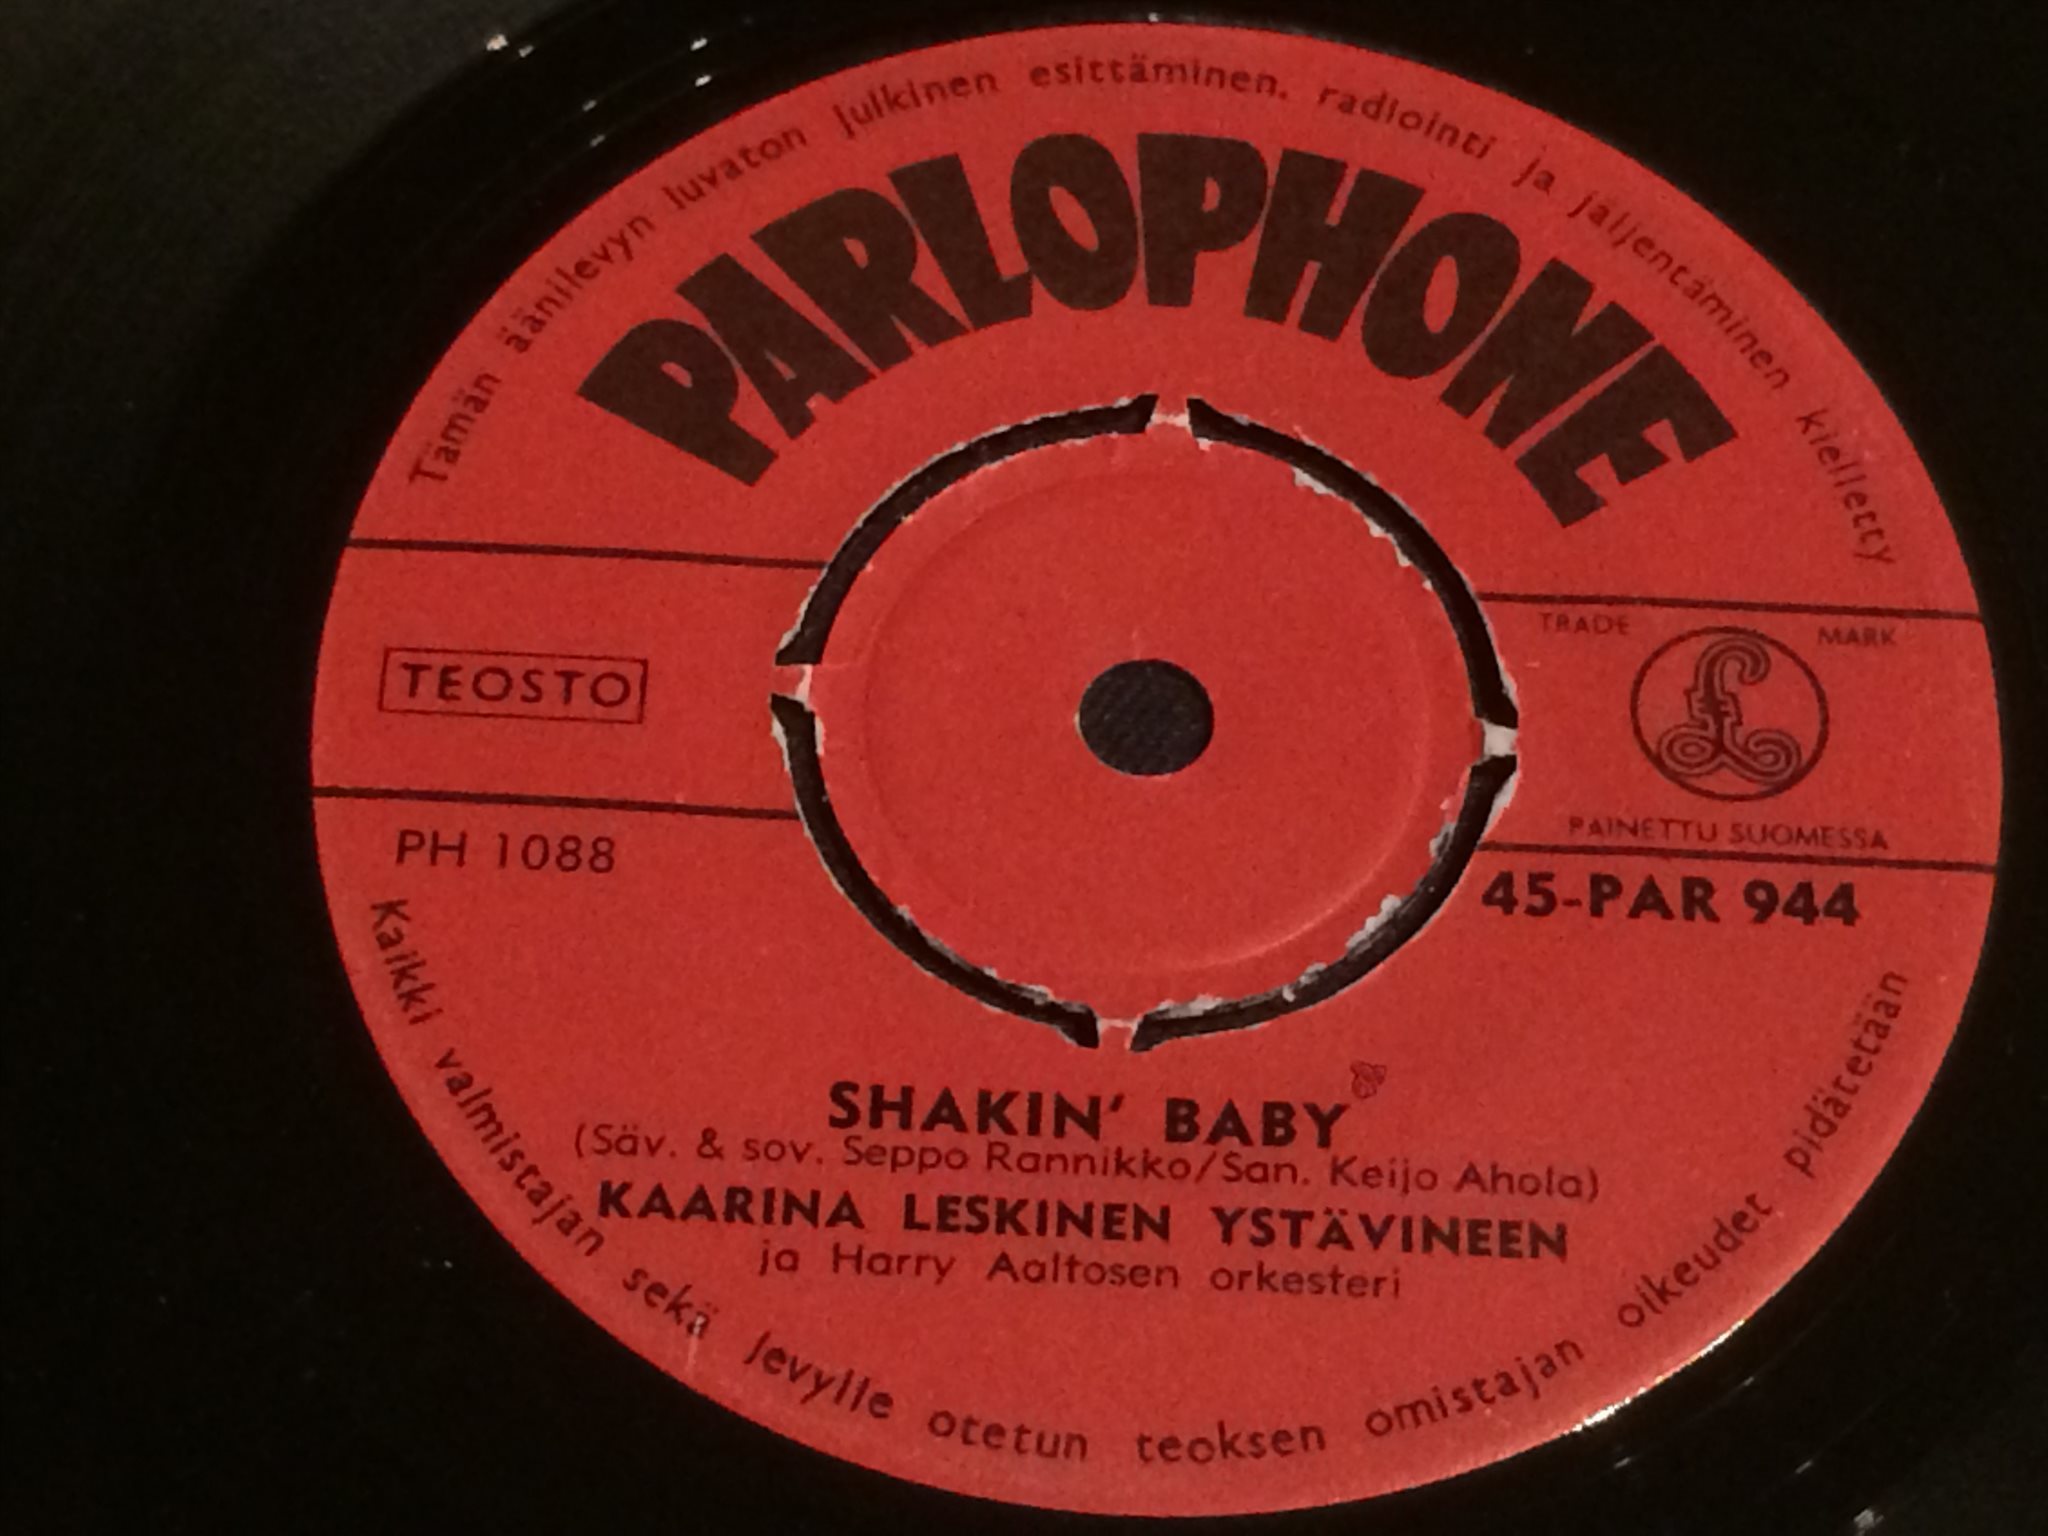 Tämän äänilevyn luvaton julkinen esittäminen, radiointi ja jäljentäminen kielletty
PARLOPHONE
TEOSTO
TRADE MARK
£
PAINETTU SUOMESSA
PH 1088
45-PAR 944
SHAKIN' BABY
(Säv. & sov. Seppo Rannikko/San. Keijo Ahola)
KAARINA LESKINEN YSTÄVINEEN
ja Harry Aaltosen orkesteri
Kaikki valmistajan sekä levylle otetun teoksen omistajan oikeudet pidätetään